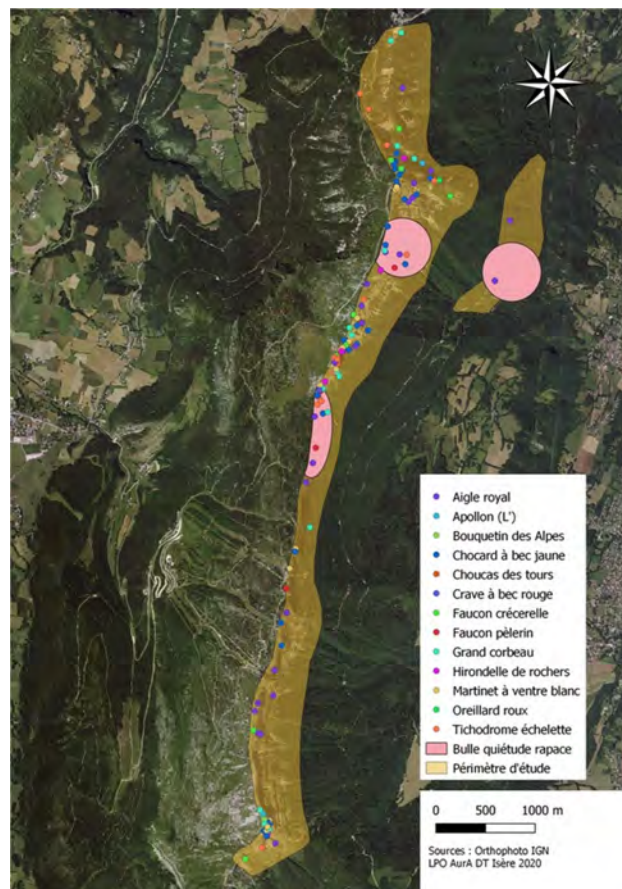 Aigle royal
Apollon (L')
Bouquetin des Alpes
Chocard à bec jaune
Choucas des tours
Crave à bec rouge
Faucon crécerelle
Faucon pèlerin
Grand corbeau
Hirondelle de rochers
Martinet à ventre blanc
Oreillard roux
Tichodrome échelette
Bulle quiétude rapace
Périmètre d'étude
0 500 1000 m
Sources : Orthophoto IGN
LPO AurA DT Isère 2020